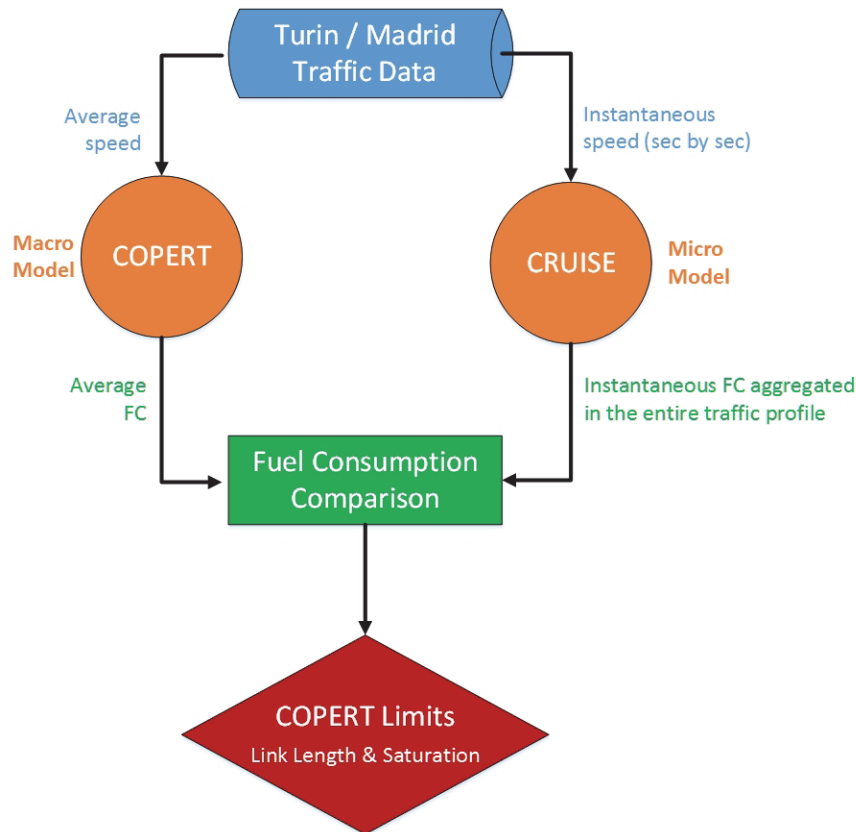 Turin / Madrid
Traffic Data
Average
speed
Instantaneous
speed (sec by sec)
Macro
Model
COPERT
CRUISE
Micro
Model
Average
FC
Instantaneous FC aggregated
in the entire traffic profile
Fuel Consumption
Comparison
COPERT Limits
Link Length & Saturation